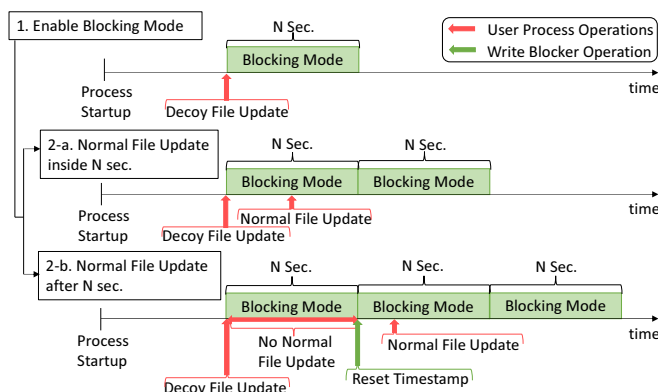 1. Enable Blocking Mode
N Sec.
User Process Operations
Write Blocker Operation
Blocking Mode
time
Process
Startup
Decoy File Update
2-a. Normal File Update
inside N sec.
N Sec.
N Sec.
Blocking Mode
Blocking Mode
time
Process
Startup
Normal File Update
Decoy File Update
2-b. Normal File Update
after N sec.
N Sec.
N Sec.
N Sec.
Blocking Mode
Blocking Mode
Blocking Mode
time
Process
Startup
No Normal
File Update
Normal File Update
Decoy File Update
Reset Timestamp